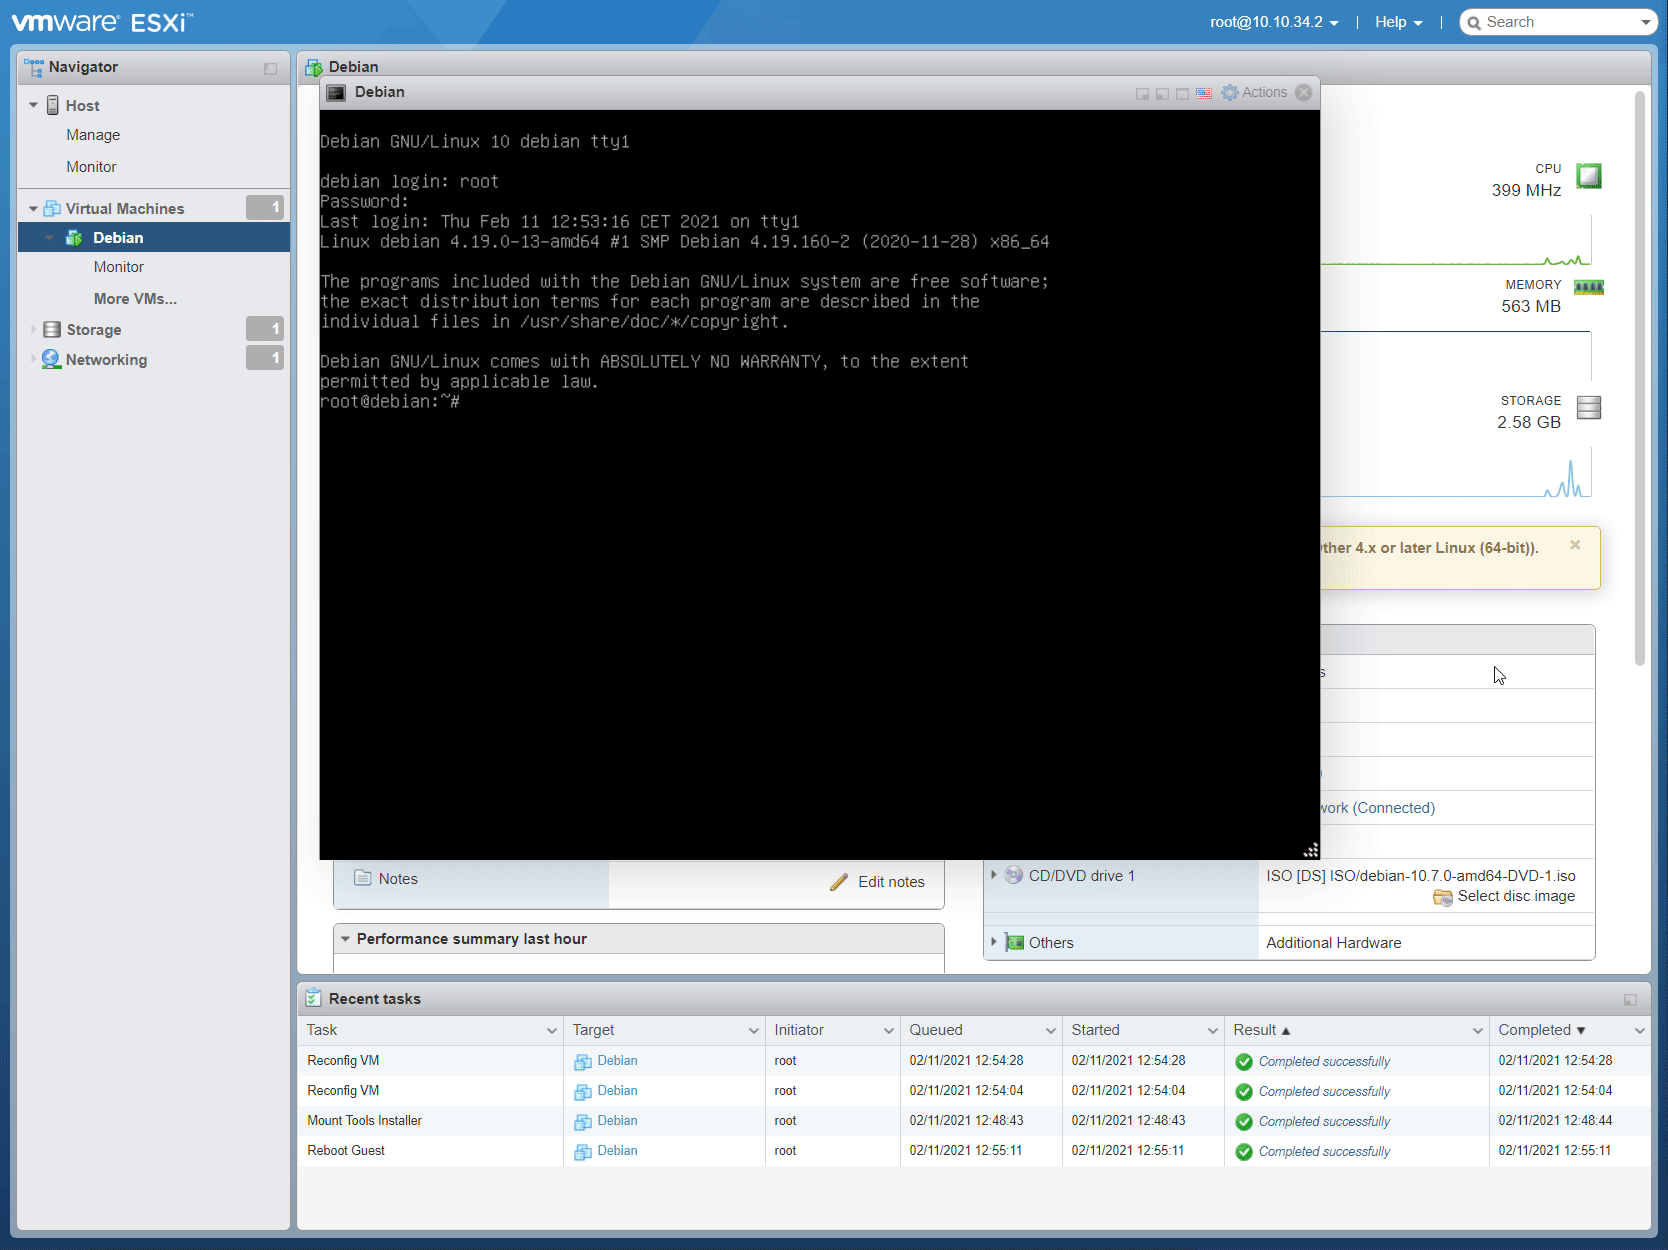 vmware ESXi™
root@10.10.34.2 | Help | Search
Navigator
Host
Manage
Monitor
Virtual Machines 1
Debian
Monitor
More VMs...
Storage 1
Networking 1
Debian
Debian
Actions
Debian GNU/Linux 10 debian tty1
debian login: root
Password:
Last login: Thu Feb 11 12:53:16 CET 2021 on tty1
Linux debian 4.19.0-13-amd64 #1 SMP Debian 4.19.160-2 (2020-11-28) x86_64
The programs included with the Debian GNU/Linux system are free software;
the exact distribution terms for each program are described in the
individual files in /usr/share/doc/*/copyright.
Debian GNU/Linux comes with ABSOLUTELY NO WARRANTY, to the extent
permitted by applicable law.
root@debian:~#
CPU
399 MHz
MEMORY
563 MB
STORAGE
2.58 GB
ther 4.x or later Linux (64-bit)).
s
work (Connected)
Notes
Edit notes
Performance summary last hour
CD/DVD drive 1
ISO [DS] ISO/debian-10.7.0-amd64-DVD-1.iso
Select disc image
Others
Additional Hardware
Recent tasks
Task Target Initiator Queued Started Result ▲ Completed ▼
Reconfig VM Debian root 02/11/2021 12:54:28 02/11/2021 12:54:28 Completed successfully 02/11/2021 12:54:28
Reconfig VM Debian root 02/11/2021 12:54:04 02/11/2021 12:54:04 Completed successfully 02/11/2021 12:54:04
Mount Tools Installer Debian root 02/11/2021 12:48:43 02/11/2021 12:48:43 Completed successfully 02/11/2021 12:48:44
Reboot Guest Debian root 02/11/2021 12:55:11 02/11/2021 12:55:11 Completed successfully 02/11/2021 12:55:11